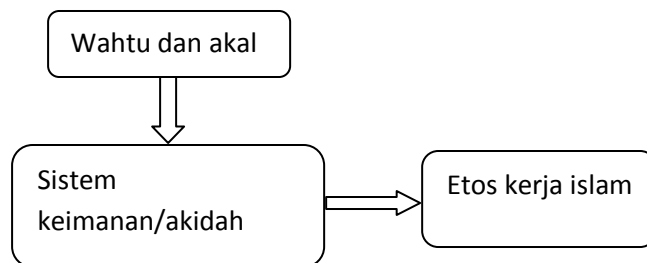 Wahtu dan akal
Sistem
keimanan/akidah
Etos kerja islam